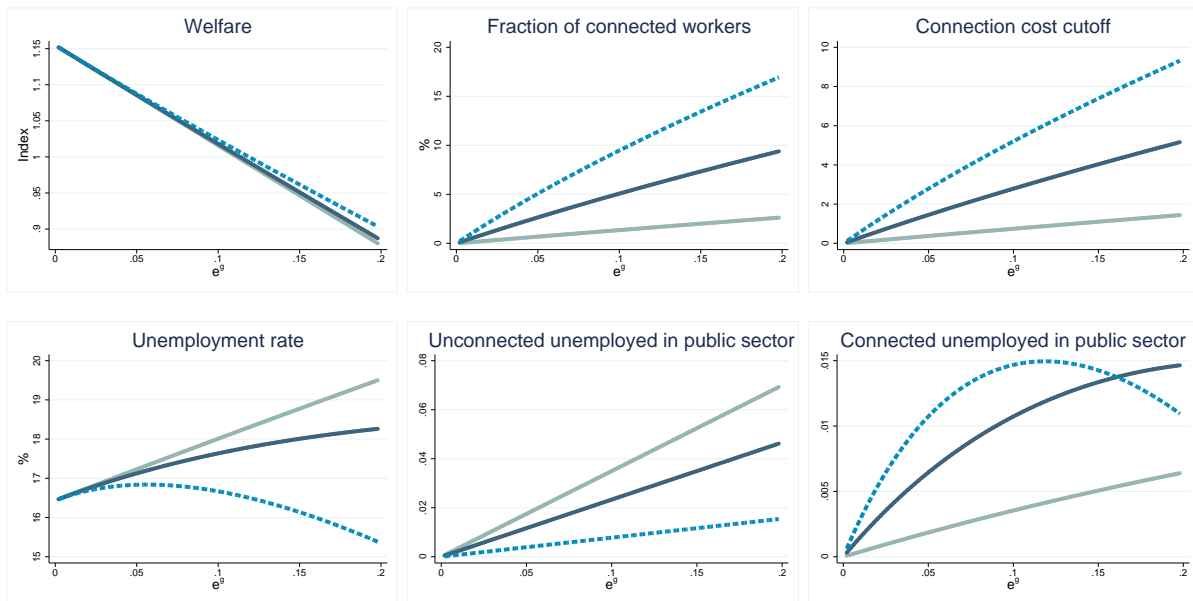 Welfare
Index
1.15
1.1
1.05
1
.95
.9
0 .05 .1 .15 .2
e^g
Fraction of connected workers
%
20
15
10
5
0
0 .05 .1 .15 .2
e^g
Connection cost cutoff
10
8
6
4
2
0
0 .05 .1 .15 .2
e^g
Unemployment rate
%
20
19
18
17
16
15
0 .05 .1 .15 .2
e^g
Unconnected unemployed in public sector
.08
.06
.04
.02
0
0 .05 .1 .15 .2
e^g
Connected unemployed in public sector
.015
.01
.005
0
0 .05 .1 .15 .2
e^g